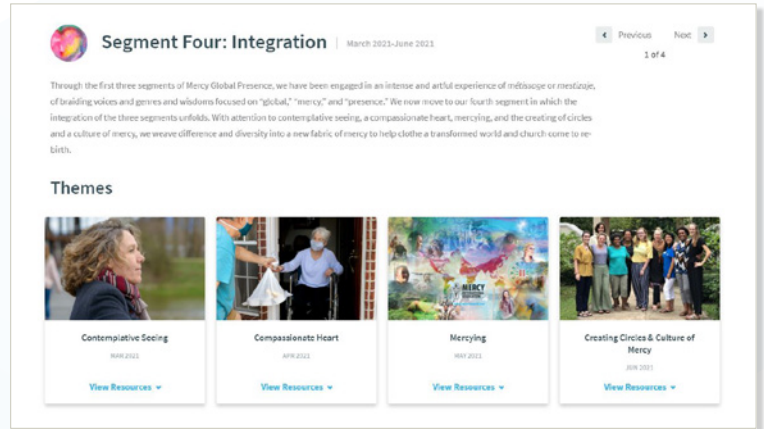 Segment Four: Integration | March 2021-June 2021
Previous Next
1 of 4
Through the first three segments of Mercy Global Presence, we have been engaged in an intense and artful experience of métissage or mestizaje,
of braiding voices and genres and wisdoms focused on "global," "mercy," and "presence." We now move to our fourth segment in which the
integration of the three segments unfolds. With attention to contemplative seeing, a compassionate heart, mercying, and the creating of circles
and a culture of mercy, we weave difference and diversity into a new fabric of mercy to help clothe a transformed world and church come to re-
birth.
Themes
MERCY
Contemplative Seeing
MAR 2021
View Resources
Compassionate Heart
APR 2021
View Resources
Mercying
MAY 2021
View Resources
Creating Circles & Culture of
Mercy
JUN 2021
View Resources